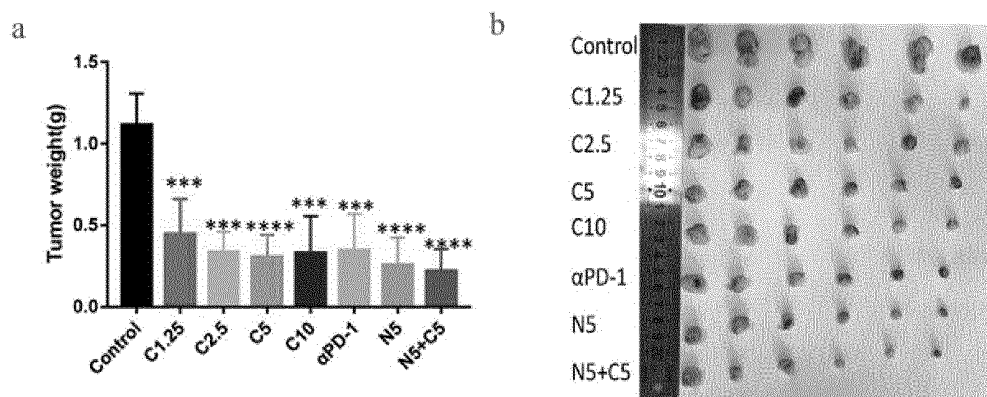 a
b
Tumor weight(g)
1.5
1.0
0.5
0.0
***
***
****
***
***
****
****
Control
C1.25
C2.5
C5
C10
αPD-1
N5
N5+C5
Control
C1.25
C2.5
C5
C10
αPD-1
N5
N5+C5